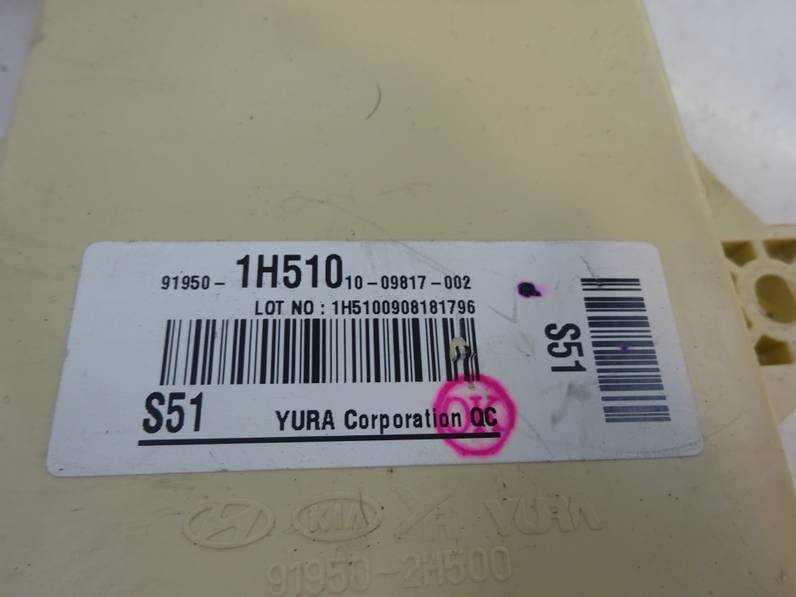 91950- 1H510 10-09817-002
LOT NO : 1H5100908181796
S51
S51 YURA Corporation QC
OK
KIA YURA
91950-2H500